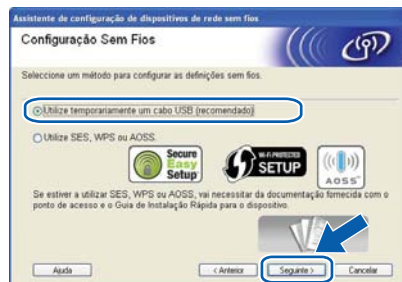 Assistente de configuração de dispositivos de rede sem fios
Configuração Sem Fios
Seleccione um método para configurar as definições sem fios.
Utilize temporariamente um cabo USB (recomendado)
Utilize SES, WPS ou AOSS.
Secure
Easy
Setup
WI-FI PROTECTED
SETUP
AOSS
Se estiver a utilizar SES, WPS ou AOSS, vai necessitar da documentação fornecida com o
ponto de acesso e o Guia de Instalação Rápida para o dispositivo.
Ajuda
< Anterior
Seguinte >
Cancelar